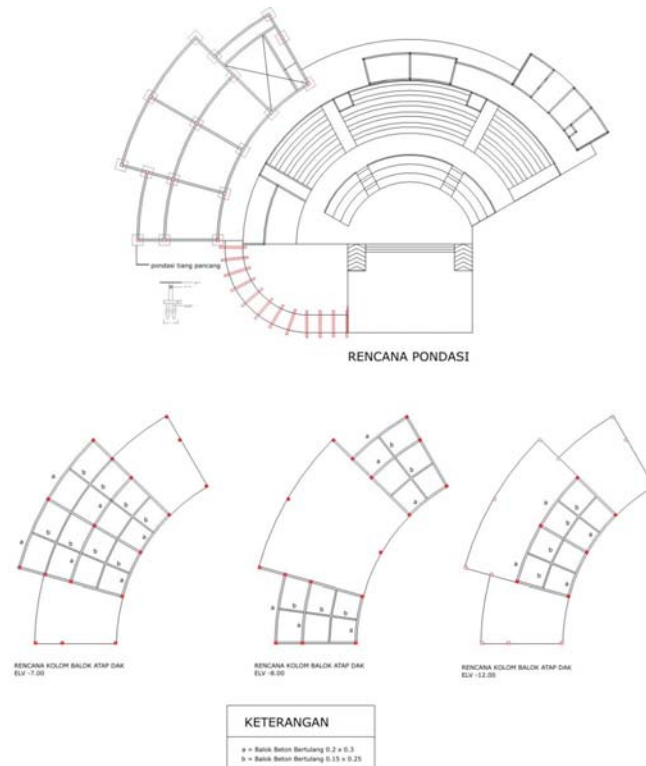 pondasi tiang pancang
RENCANA PONDASI
a
b
b
a
b
b
a
b
a
b
b
b
a
a
b
a
a
b
b
a
b
b
a
b
b
b
a
a
a
b
b
a
b
a
b
a
RENCANA KOLOM BALOK ATAP DAK
ELV -7.00
RENCANA KOLOM BALOK ATAP DAK
ELV -8.00
RENCANA KOLOM BALOK ATAP DAK
ELV -12.00
KETERANGAN
a = Balok Beton Bertulang 0.2 x 0.3
b = Balok Beton Bertulang 0.15 x 0.25